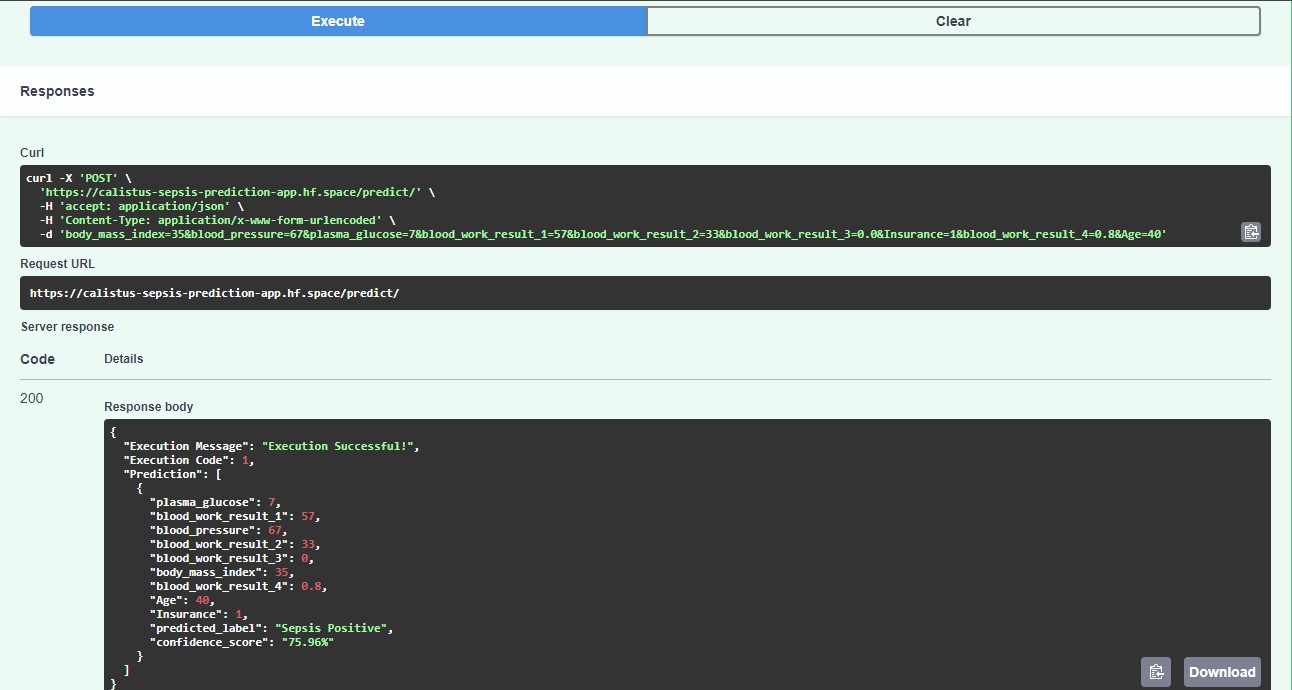 Execute
Clear
Responses
Curl
curl -X 'POST' \
'https://calistus-sepsis-prediction-app.hf.space/predict/' \
-H 'accept: application/json' \
-H 'Content-Type: application/x-www-form-urlencoded' \
-d 'body_mass_index=35&blood_pressure=67&plasma_glucose=7&blood_work_result_1=57&blood_work_result_2=33&blood_work_result_3=0.0&Insurance=1&blood_work_result_4=0.8&Age=40'
Request URL
https://calistus-sepsis-prediction-app.hf.space/predict/
Server response
Code Details
200
Response body
{
"Execution Message": "Execution Successful!",
"Execution Code": 1,
"Prediction": [
{
"plasma_glucose": 7,
"blood_work_result_1": 57,
"blood_pressure": 67,
"blood_work_result_2": 33,
"blood_work_result_3": 0,
"body_mass_index": 35,
"blood_work_result_4": 0.8,
"Age": 40,
"Insurance": 1,
"predicted_label": "Sepsis Positive",
"confidence_score": "75.96%"
}
]
}
Download